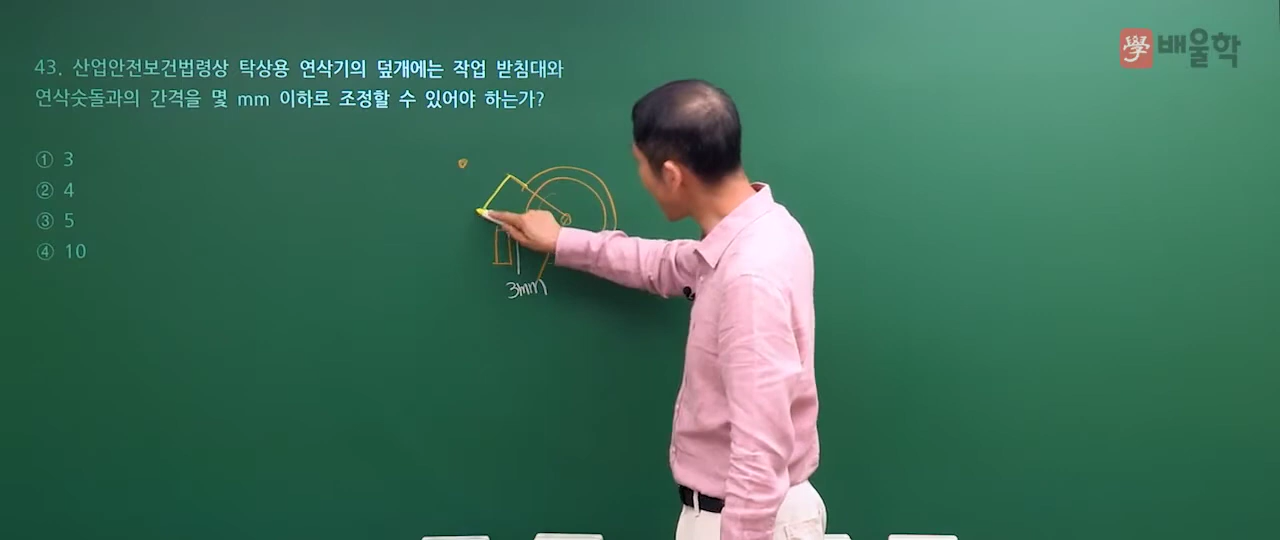 學 배울학
43. 산업안전보건법령상 탁상용 연삭기의 덮개에는 작업 받침대와
연삭숫돌과의 간격을 몇 mm 이하로 조정할 수 있어야 하는가?
① 3
② 4
③ 5
④ 10
3mm